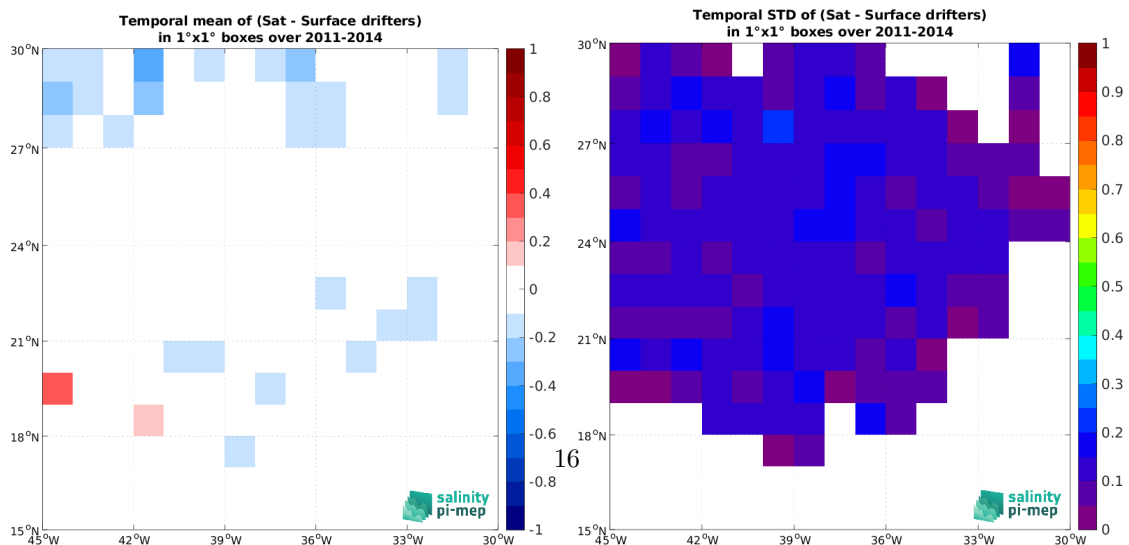 Temporal mean of (Sat - Surface drifters)
in 1°x1° boxes over 2011-2014
30°N
27°N
24°N
21°N
18°N
15°N
45°W
42°W
39°W
36°W
33°W
30°W
1
0.8
0.6
0.4
0.2
0
-0.2
-0.4
-0.6
-0.8
-1
salinity
pi-mep
16
Temporal STD of (Sat - Surface drifters)
in 1°x1° boxes over 2011-2014
30°N
27°N
24°N
21°N
18°N
15°N
45°W
42°W
39°W
36°W
33°W
30°W
1
0.9
0.8
0.7
0.6
0.5
0.4
0.3
0.2
0.1
0
salinity
pi-mep